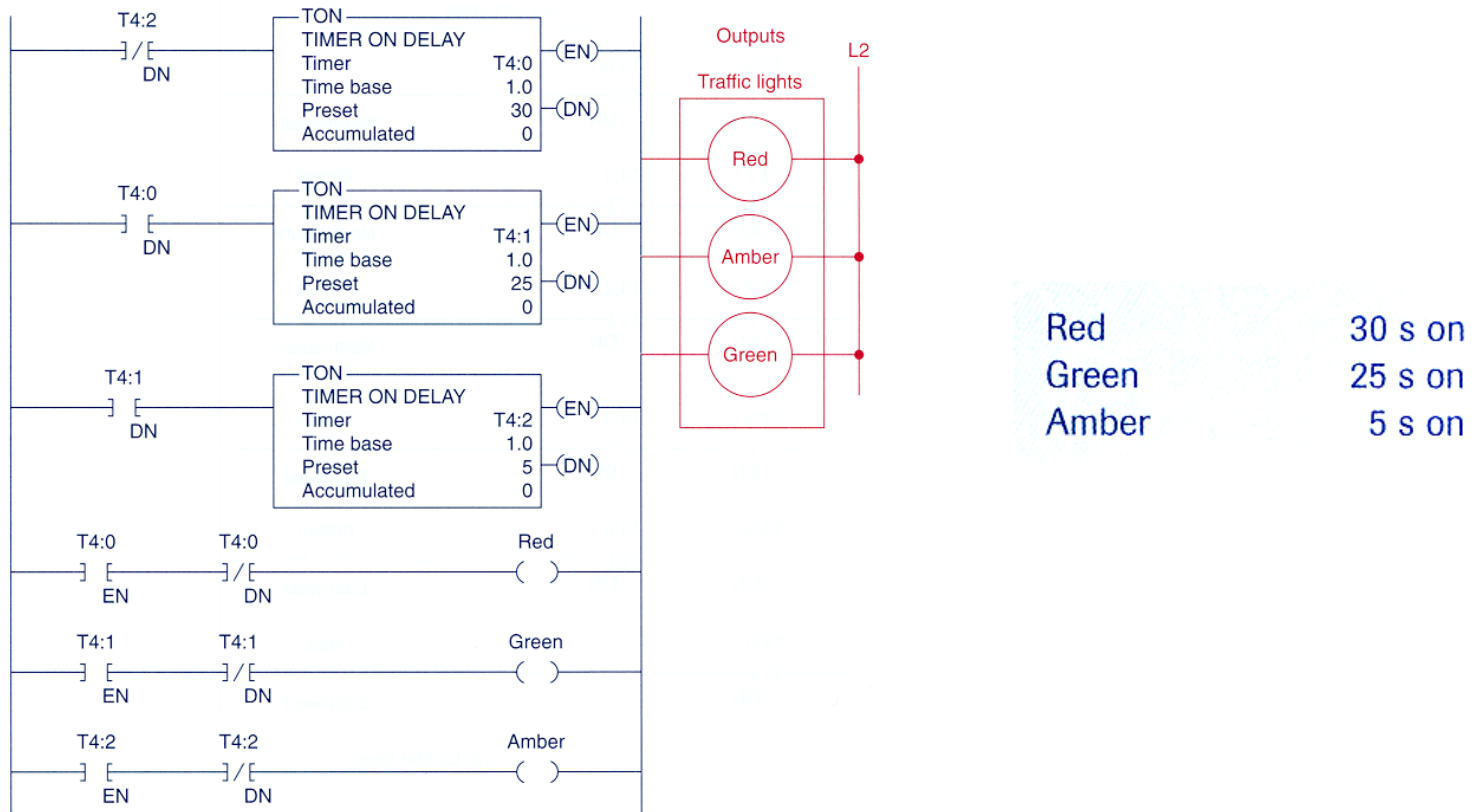 T4:2
DN
TON
TIMER ON DELAY
Timer T4:0
Time base 1.0
Preset 30
Accumulated 0
(EN)
(DN)
T4:0
DN
TON
TIMER ON DELAY
Timer T4:1
Time base 1.0
Preset 25
Accumulated 0
(EN)
(DN)
T4:1
DN
TON
TIMER ON DELAY
Timer T4:2
Time base 1.0
Preset 5
Accumulated 0
(EN)
(DN)
T4:0 T4:0 Red
EN DN
T4:1 T4:1 Green
EN DN
T4:2 T4:2 Amber
EN DN
Outputs
L2
Traffic lights
Red
Amber
Green
Red 30 s on
Green 25 s on
Amber 5 s on